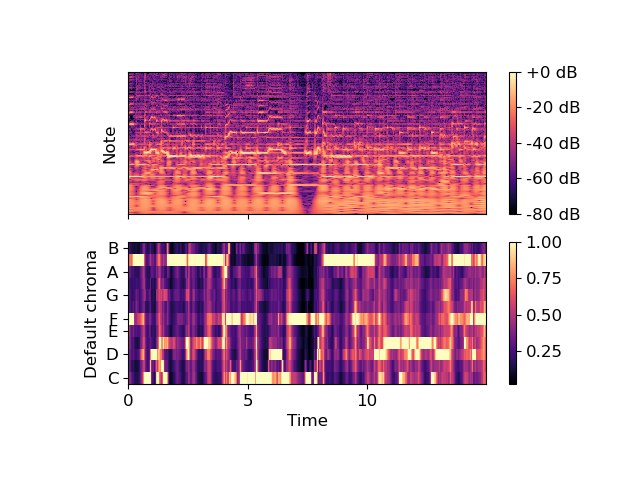 Note
+0 dB
-20 dB
-40 dB
-60 dB
-80 dB
Default chroma
B
A
G
F
E
D
C
1.00
0.75
0.50
0.25
0
5
10
Time